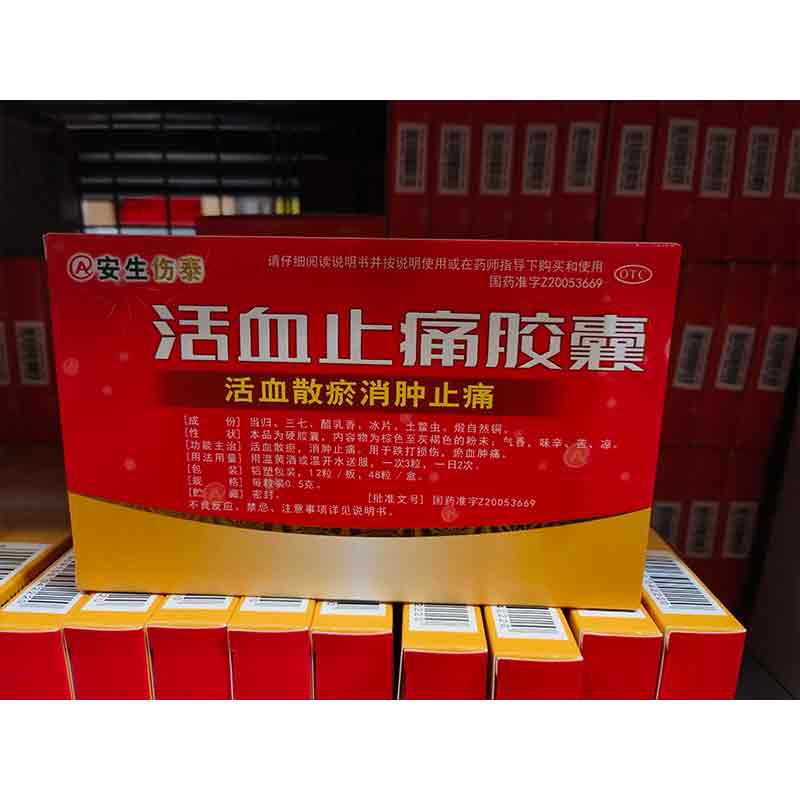 安生伤泰
请仔细阅读说明书并按说明使用或在药师指导下购买和使用
国药准字Z20053669
OTC
活血止痛胶囊
活血散瘀消肿止痛
[成 份] 当归、三七、醋乳香、冰片、土鳖虫、煅自然铜。
[性 状] 本品为硬胶囊，内容物为棕色至灰褐色的粉末；气香，味辛、苦、凉。
[功能主治] 活血散瘀，消肿止痛。用于跌打损伤，瘀血肿痛。
[用法用量] 用温黄酒或温开水送服，一次3粒，一日2次。
[包 装] 铝塑包装，12粒/板，48粒/盒。
[规 格] 每粒装0.5克。
[贮 藏] 密封。 [批准文号] 国药准字Z20053669
不良反应、禁忌、注意事项详见说明书。